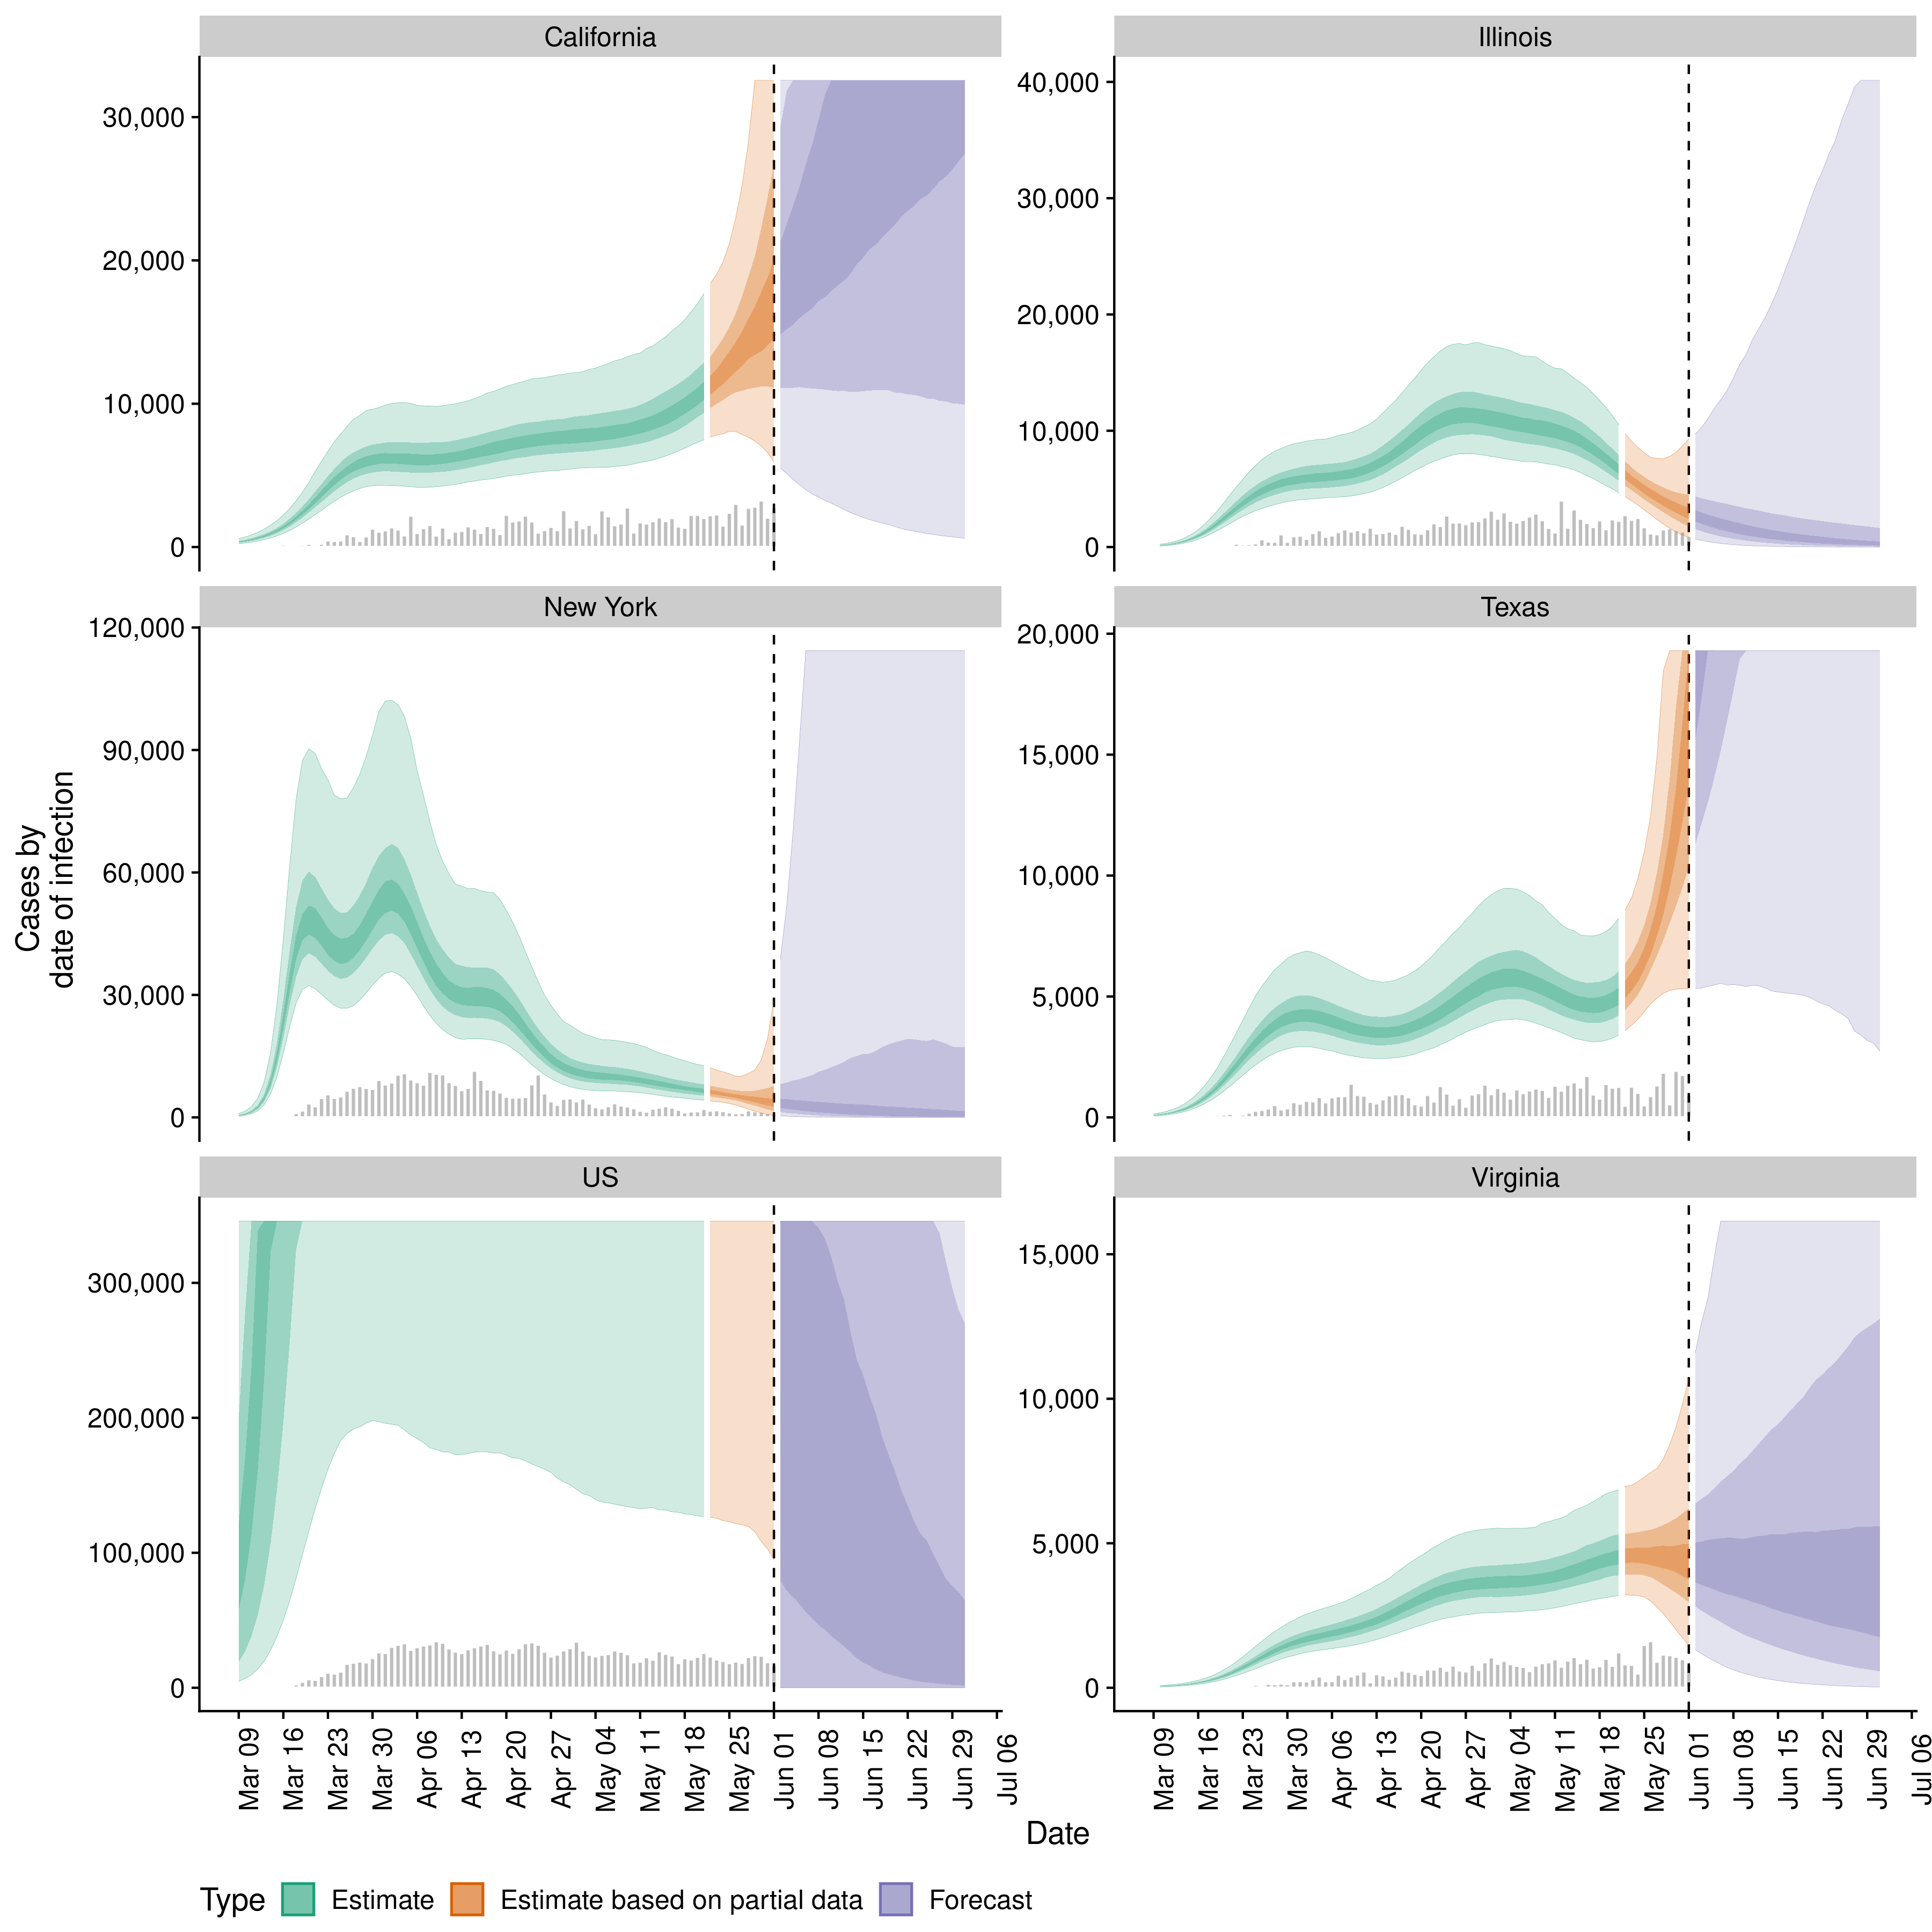 California
Illinois
30,000
20,000
10,000
0
40,000
30,000
20,000
10,000
0
New York
Texas
120,000
90,000
60,000
30,000
0
20,000
15,000
10,000
5,000
0
US
Virginia
300,000
200,000
100,000
0
15,000
10,000
5,000
0
Cases by
date of infection
Mar 09
Mar 16
Mar 23
Mar 30
Apr 06
Apr 13
Apr 20
Apr 27
May 04
May 11
May 18
May 25
Jun 01
Jun 08
Jun 15
Jun 22
Jun 29
Jul 06
Mar 09
Mar 16
Mar 23
Mar 30
Apr 06
Apr 13
Apr 20
Apr 27
May 04
May 11
May 18
May 25
Jun 01
Jun 08
Jun 15
Jun 22
Jun 29
Jul 06
Date
Type Estimate Estimate based on partial data Forecast